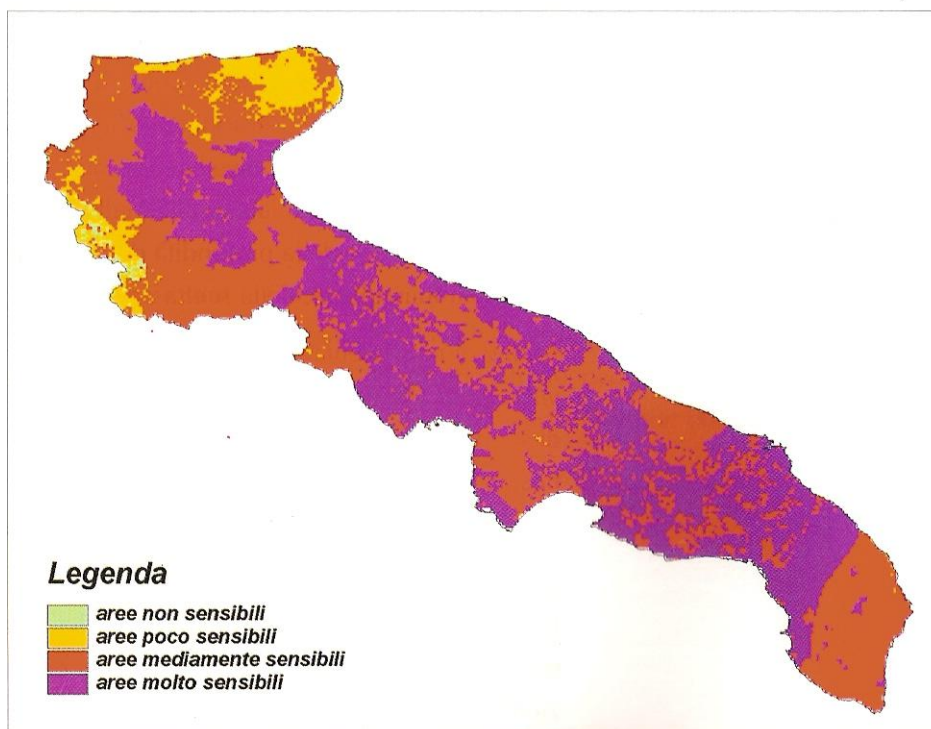 Legenda
aree non sensibili
aree poco sensibili
aree mediamente sensibili
aree molto sensibili